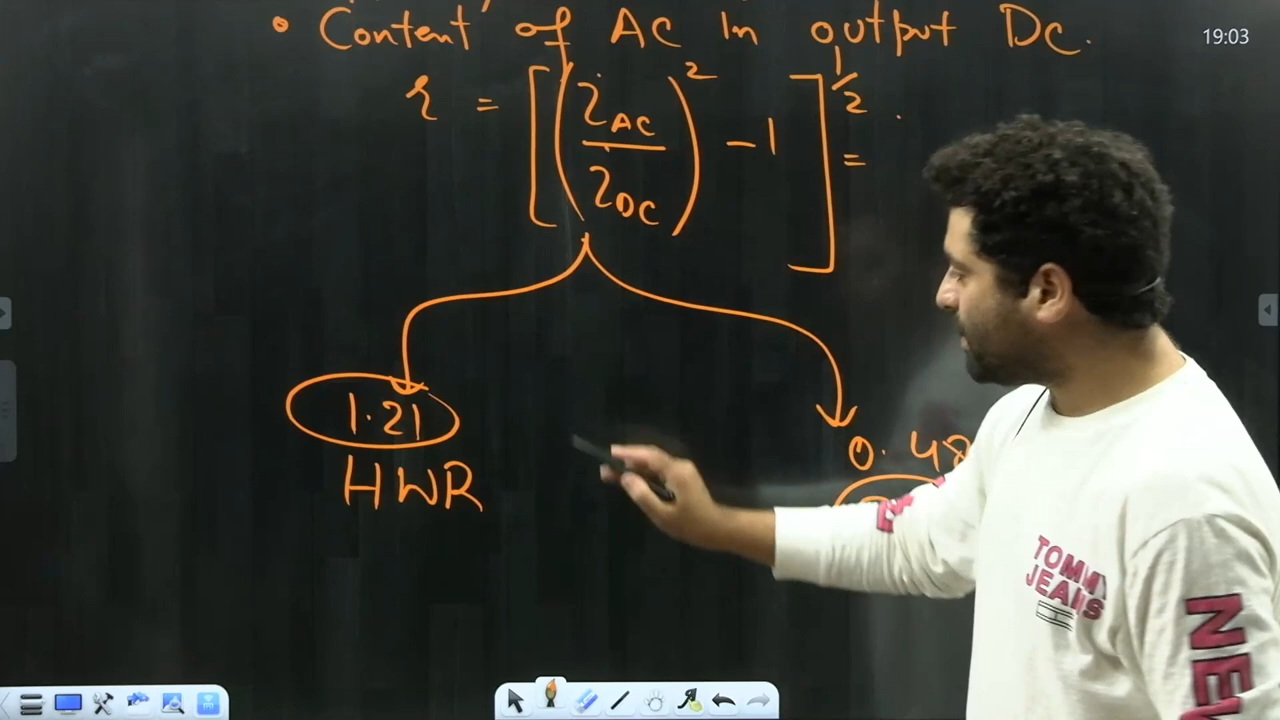 • Content of AC In output Dc.
19:03
r = [(i_AC / i_DC)² - 1]^1/2 . =
1.21
HWR
0.48
TOMMY
JEANS
NE